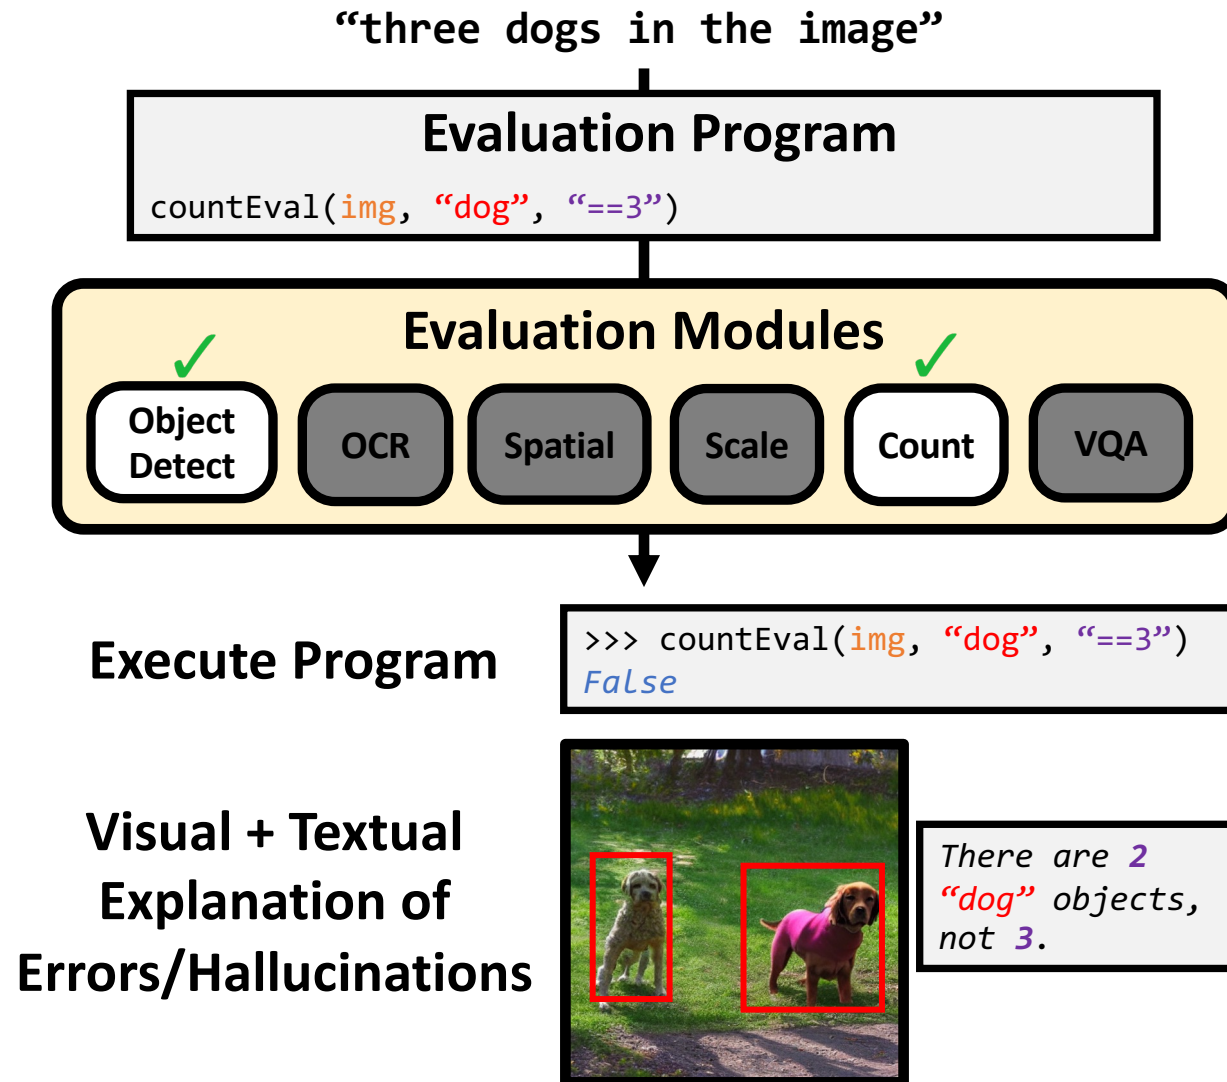 “three dogs in the image”
Evaluation Program
countEval(img, “dog”, “==3”)
Evaluation Modules
Object
Detect
OCR
Spatial
Scale
Count
VQA
Execute Program
>>> countEval(img, “dog”, “==3”)
False
Visual + Textual
Explanation of
Errors/Hallucinations
There are 2
“dog” objects,
not 3.